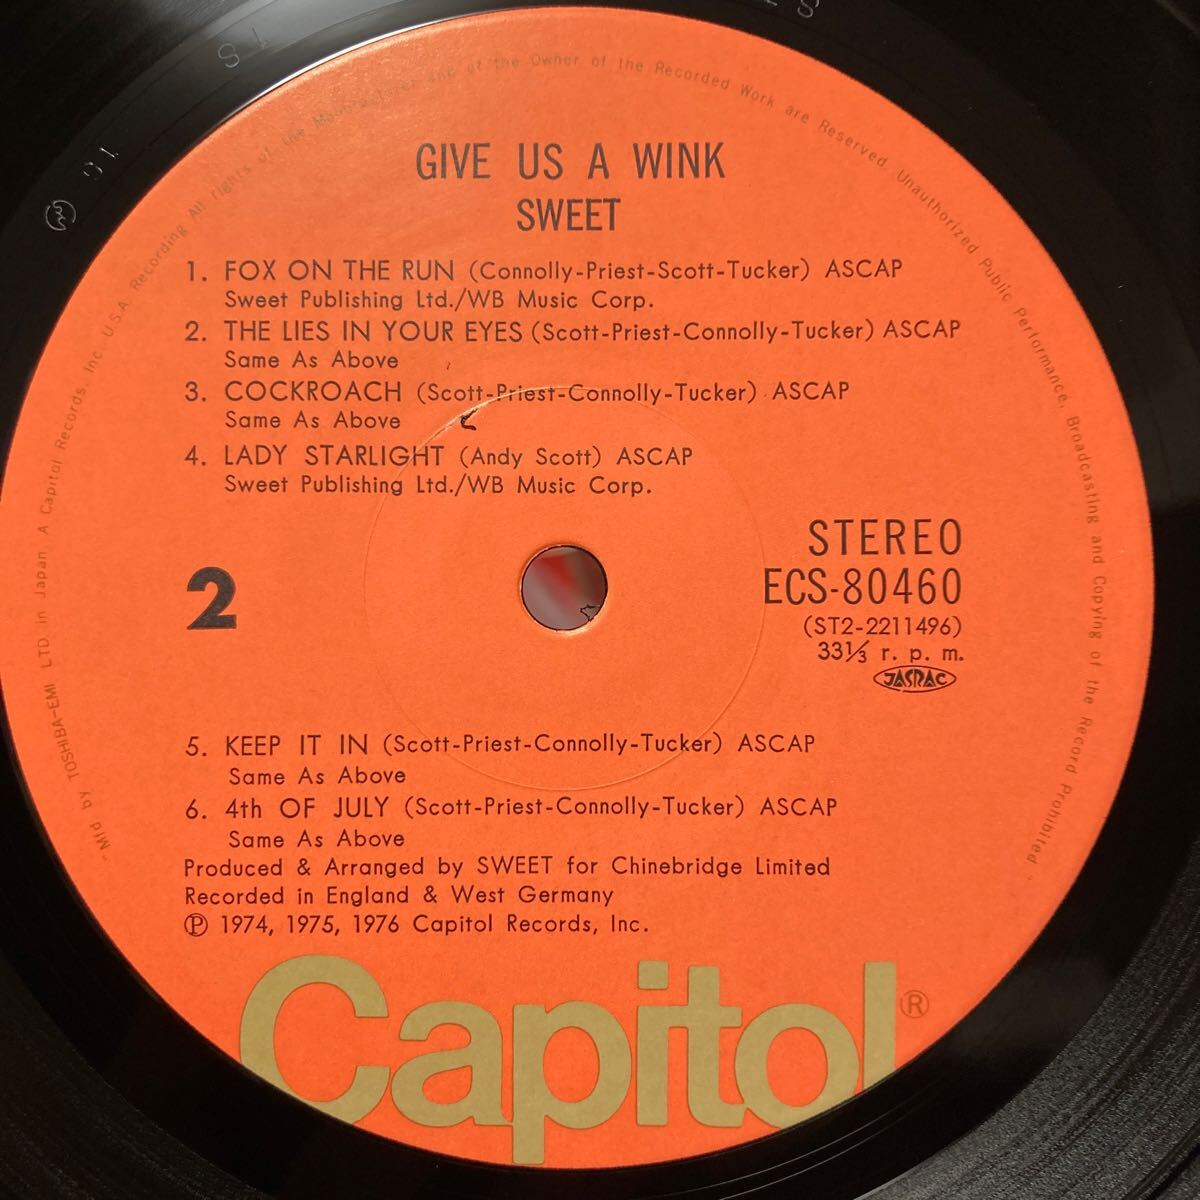 "Mfd by TOSHIBA-EMI LTD in Japan A Capitol Records, Inc. U.S.A. Recording All rights of the Manufacturer and of the Owner of the Recorded Work are Reserved. Unauthorized Public Performance, Broadcasting and Copying of the Record Prohibited
GIVE US A WINK
SWEET
1. FOX ON THE RUN (Connolly-Priest-Scott-Tucker) ASCAP
Sweet Publishing Ltd./WB Music Corp.
2. THE LIES IN YOUR EYES (Scott-Priest-Connolly-Tucker) ASCAP
Same As Above
3. COCKROACH (Scott-Priest-Connolly-Tucker) ASCAP
Same As Above
4. LADY STARLIGHT (Andy Scott) ASCAP
Sweet Publishing Ltd./WB Music Corp.
2
STEREO
ECS-80460
(ST2-2211496)
33⅓ r. p. m.
JASRAC
5. KEEP IT IN (Scott-Priest-Connolly-Tucker) ASCAP
Same As Above
6. 4th OF JULY (Scott-Priest-Connolly-Tucker) ASCAP
Same As Above
Produced & Arranged by SWEET for Chinebridge Limited
Recorded in England & West Germany
℗ 1974, 1975, 1976 Capitol Records, Inc.
Capitol®